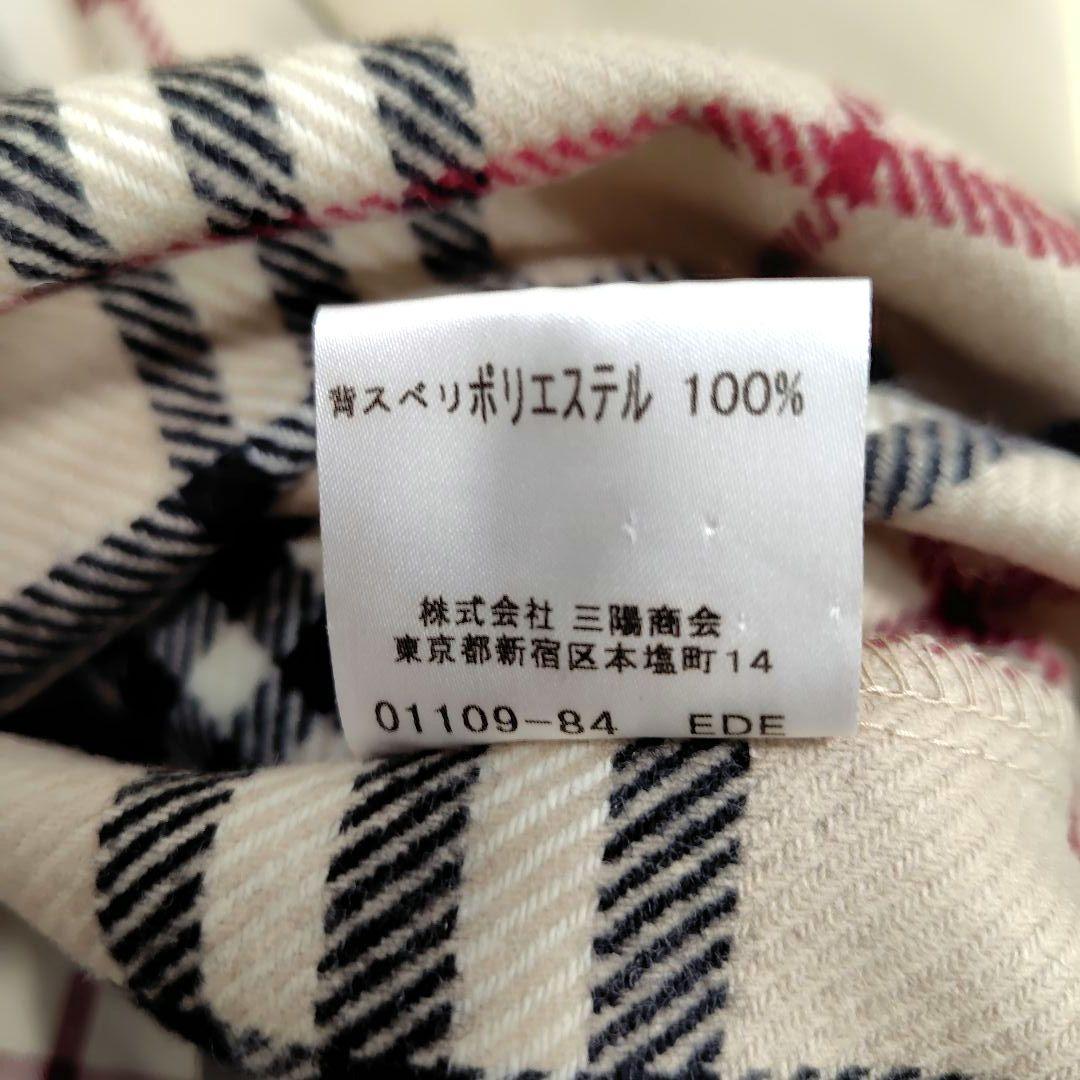 背スベリポリエステル 100%
株式会社 三陽商会
東京都新宿区本塩町14
01109-84 EDE